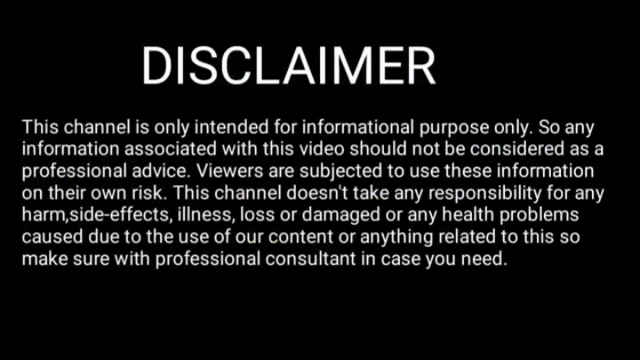 DISCLAIMER
This channel is only intended for informational purpose only. So any
information associated with this video should not be considered as a
professional advice. Viewers are subjected to use these information
on their own risk. This channel doesn't take any responsibility for any
harm,side-effects, illness, loss or damaged or any health problems
caused due to the use of our content or anything related to this so
make sure with professional consultant in case you need.